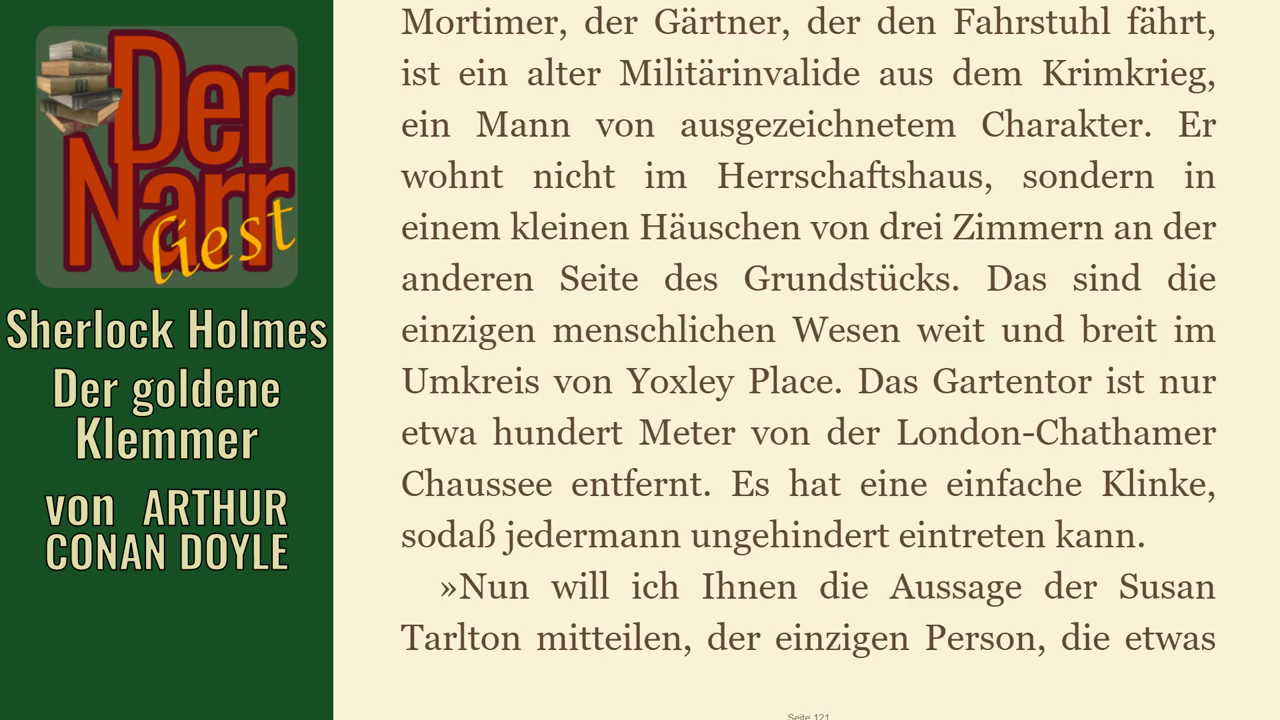 Der
Narr
liest
Sherlock Holmes
Der goldene
Klemmer
von ARTHUR
CONAN DOYLE
Mortimer, der Gärtner, der den Fahrstuhl fährt,
ist ein alter Militärinvalide aus dem Krimkrieg,
ein Mann von ausgezeichnetem Charakter. Er
wohnt nicht im Herrschaftshaus, sondern in
einem kleinen Häuschen von drei Zimmern an der
anderen Seite des Grundstücks. Das sind die
einzigen menschlichen Wesen weit und breit im
Umkreis von Yoxley Place. Das Gartentor ist nur
etwa hundert Meter von der London-Chathamer
Chaussee entfernt. Es hat eine einfache Klinke,
sodaß jedermann ungehindert eintreten kann.
»Nun will ich Ihnen die Aussage der Susan
Tarlton mitteilen, der einzigen Person, die etwas
Seite 121